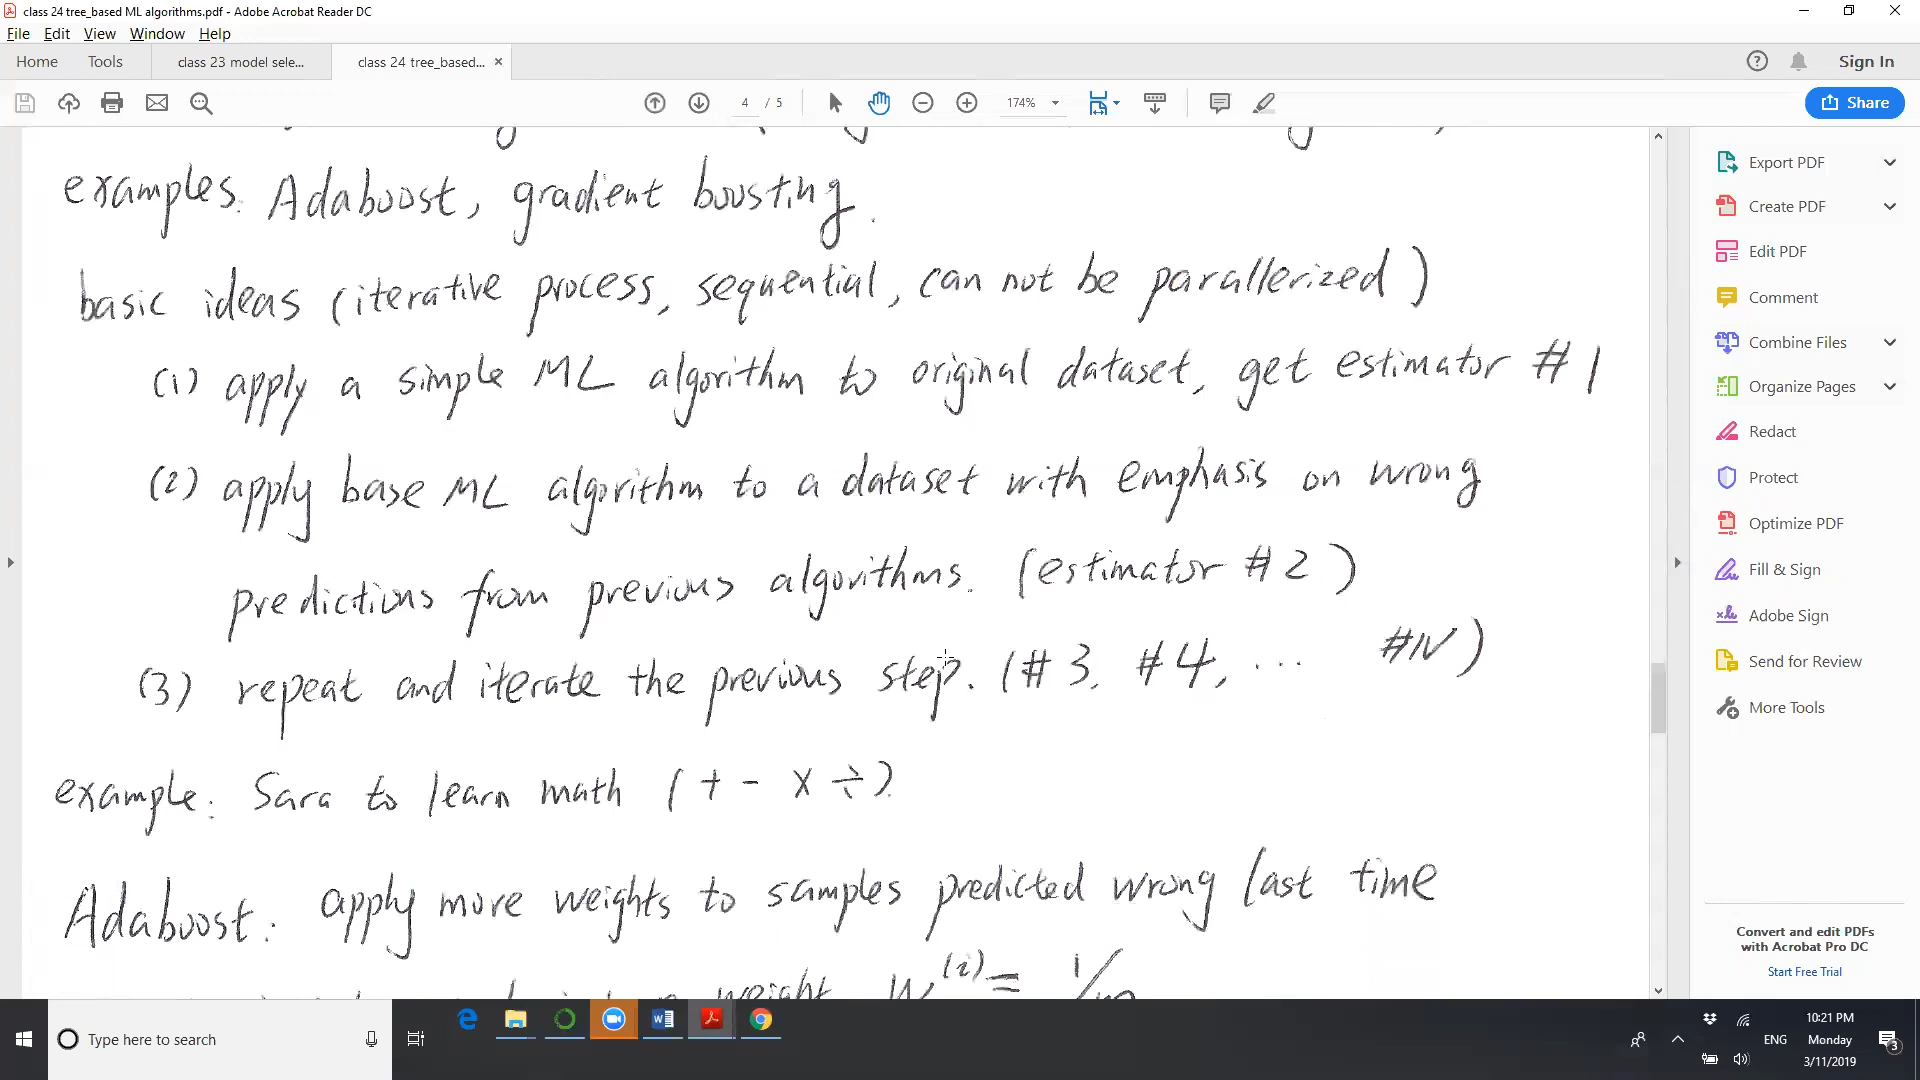 class 24 tree_based ML algorithms.pdf - Adobe Acrobat Reader DC
File Edit View Window Help
Home Tools class 23 model sele... class 24 tree_based... × Sign In
4 / 5 174% Share
examples. Adaboost, gradient boosting.
basic ideas (iterative process, sequential, can not be parallerized)
(1) apply a simple ML algorithm to original dataset, get estimator #1
(2) apply base ML algorithm to a dataset with emphasis on wrong
predictions from previous algorithms. (estimator #2)
(3) repeat and iterate the previous step. (#3, #4, ... #N)
example: Sara to learn math (+ - × ÷).
Adaboost: apply more weights to samples predicted wrong last time
weight W(i) = 1/m
Export PDF
Create PDF
Edit PDF
Comment
Combine Files
Organize Pages
Redact
Protect
Optimize PDF
Fill & Sign
Adobe Sign
Send for Review
More Tools
Convert and edit PDFs
with Acrobat Pro DC
Start Free Trial
Type here to search
10:21 PM
ENG Monday
3/11/2019
3